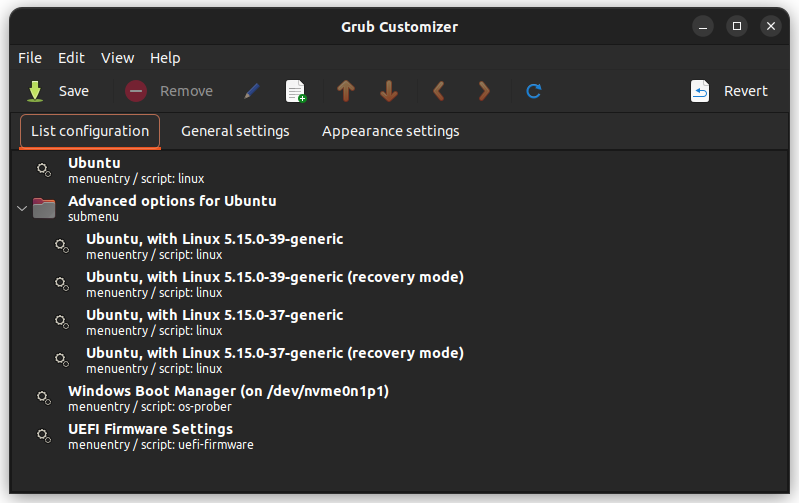 Grub Customizer
File Edit View Help
Save Remove Revert
List configuration General settings Appearance settings
Ubuntu
menuentry / script: linux
Advanced options for Ubuntu
submenu
Ubuntu, with Linux 5.15.0-39-generic
menuentry / script: linux
Ubuntu, with Linux 5.15.0-39-generic (recovery mode)
menuentry / script: linux
Ubuntu, with Linux 5.15.0-37-generic
menuentry / script: linux
Ubuntu, with Linux 5.15.0-37-generic (recovery mode)
menuentry / script: linux
Windows Boot Manager (on /dev/nvme0n1p1)
menuentry / script: os-prober
UEFI Firmware Settings
menuentry / script: uefi-firmware